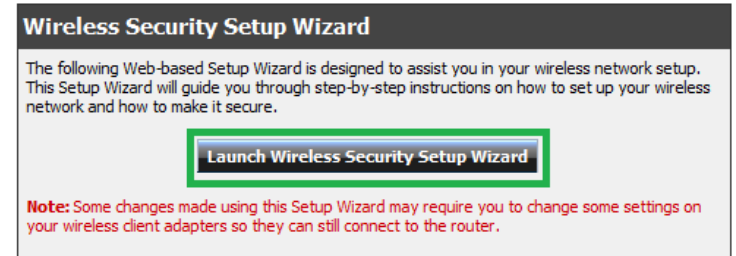 Wireless Security Setup Wizard
The following Web-based Setup Wizard is designed to assist you in your wireless network setup.
This Setup Wizard will guide you through step-by-step instructions on how to set up your wireless
network and how to make it secure.
Launch Wireless Security Setup Wizard
Note: Some changes made using this Setup Wizard may require you to change some settings on
your wireless client adapters so they can still connect to the router.